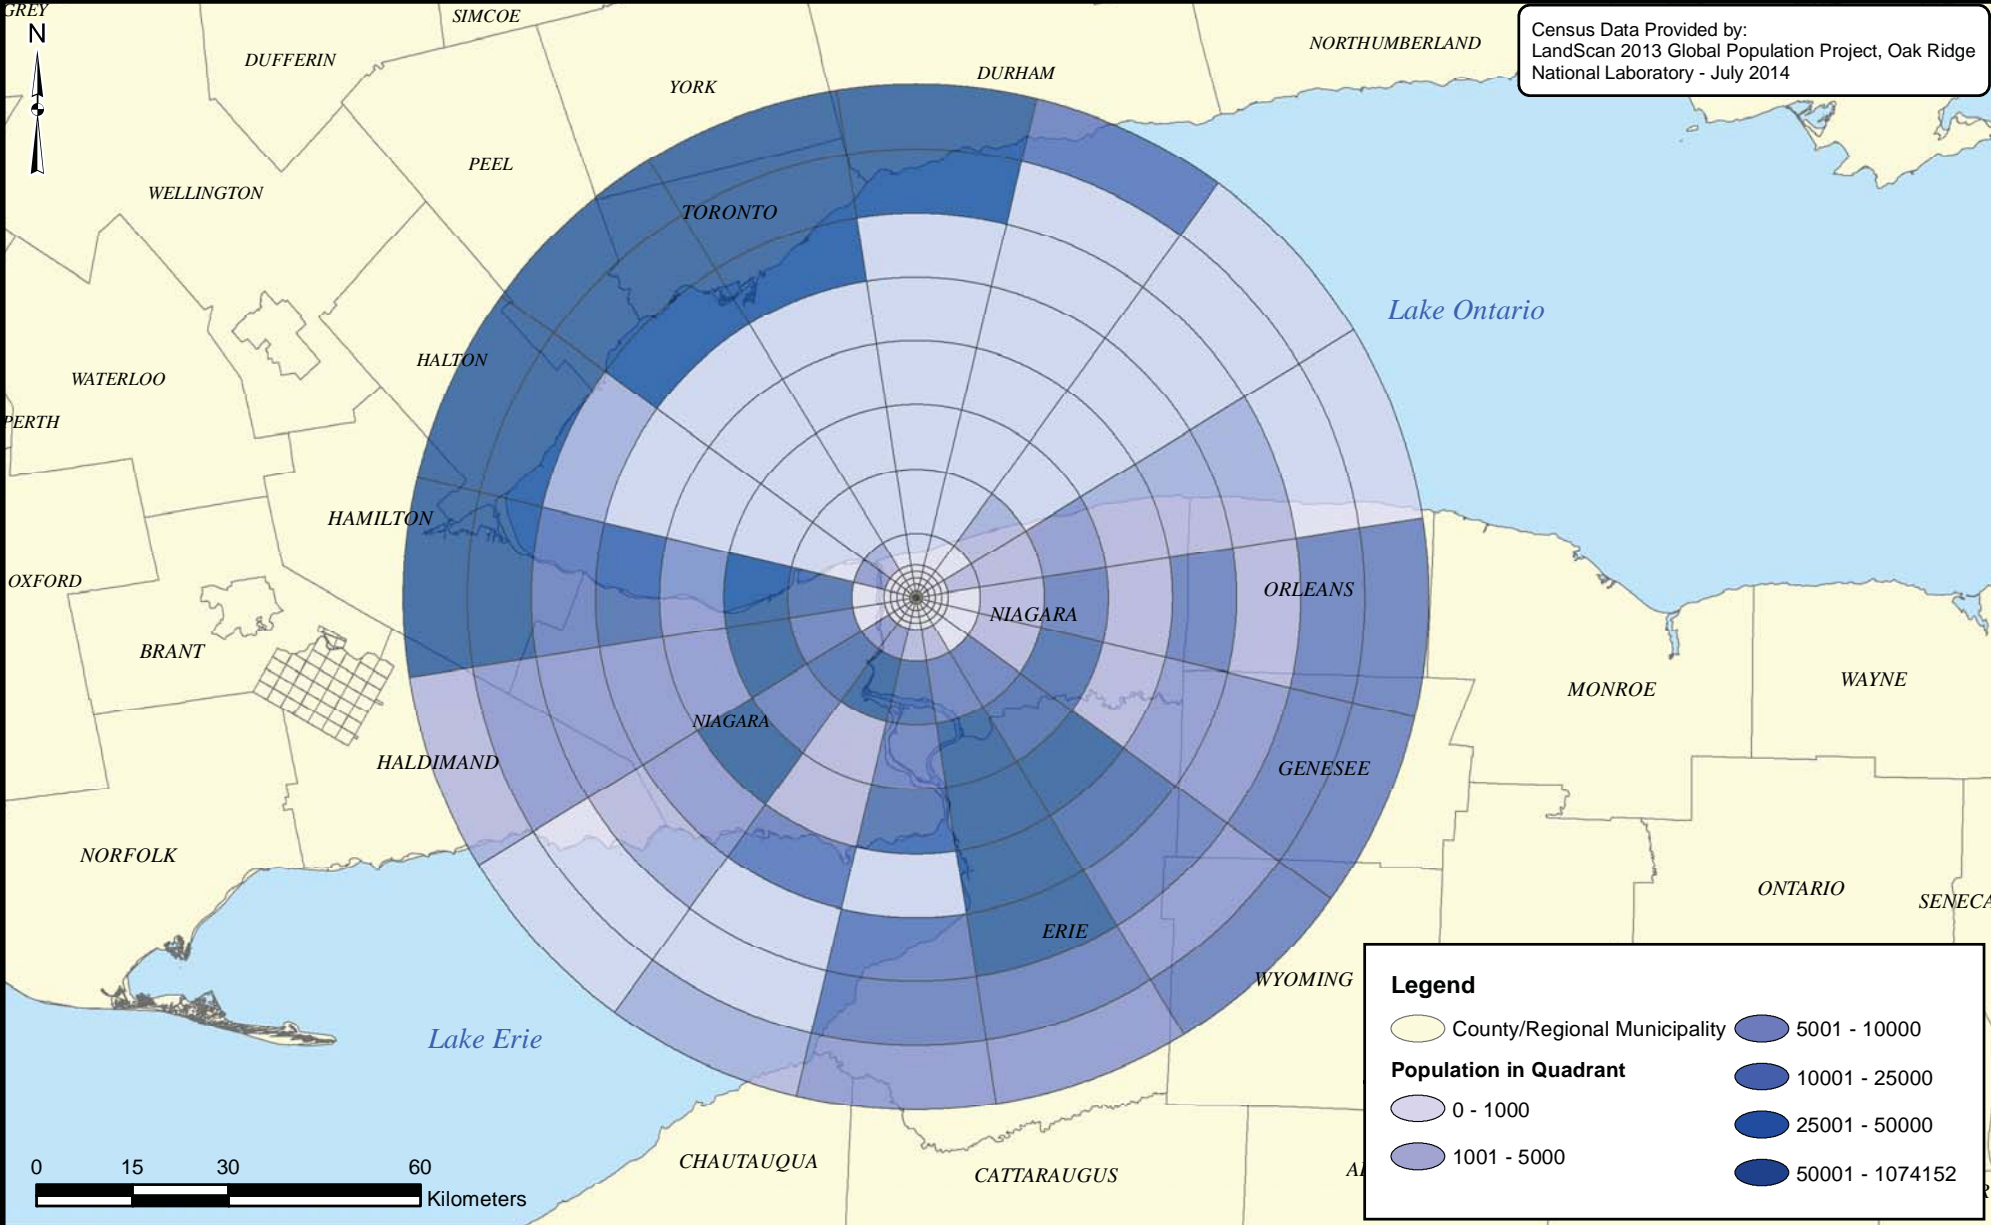 GREY
SIMCOE
N
DUFFERIN
NORTHUMBERLAND
Census Data Provided by:
LandScan 2013 Global Population Project, Oak Ridge
National Laboratory - July 2014
YORK
DURHAM
PEEL
WELLINGTON
TORONTO
Lake Ontario
HALTON
WATERLOO
PERTH
HAMILTON
OXFORD
ORLEANS
NIAGARA
BRANT
MONROE
WAYNE
NIAGARA
HALDIMAND
GENESEE
NORFOLK
ONTARIO
SENECA
ERIE
WYOMING
Lake Erie
Legend
County/Regional Municipality
Population in Quadrant
0 - 1000
1001 - 5000
5001 - 10000
10001 - 25000
25001 - 50000
50001 - 1074152
CHAUTAUQUA
CATTARAUGUS
0 15 30 60
Kilometers